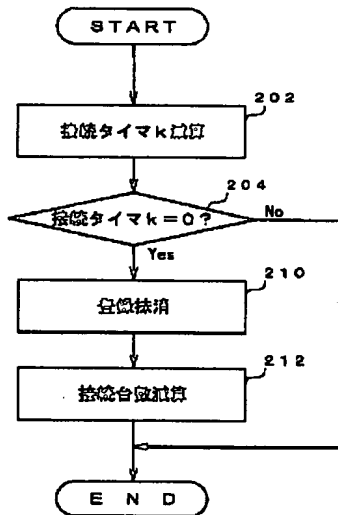 START
202
接続タイマk減算
204
接続タイマk=0?
No
Yes
210
登録抹消
212
接続台数減算
END